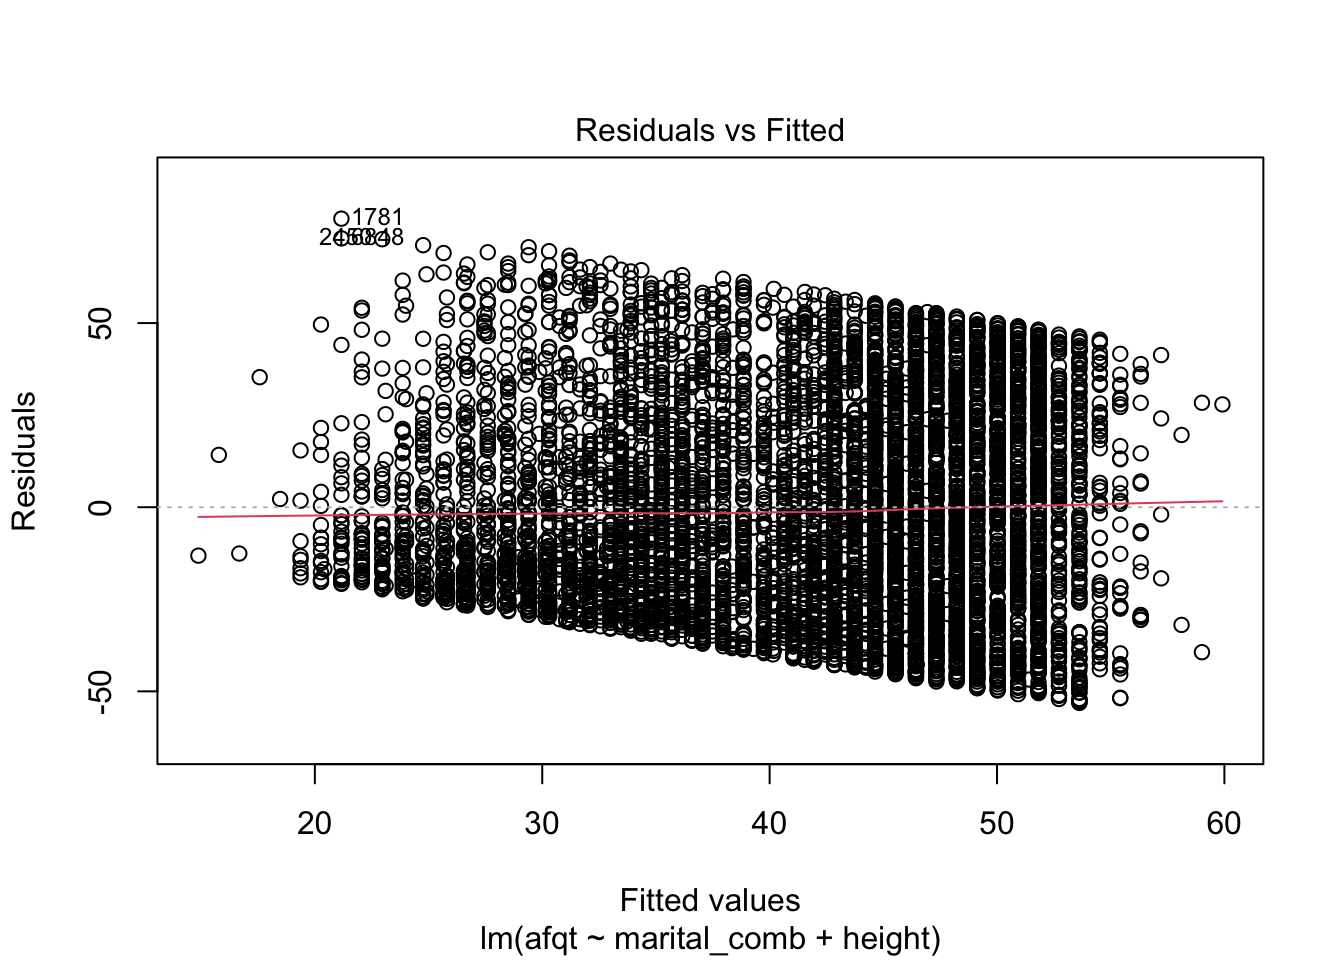 Residuals vs Fitted
1781
Residuals
50
0
-50
20 30 40 50 60
Fitted values
lm(afqt ~ marital_comb + height)